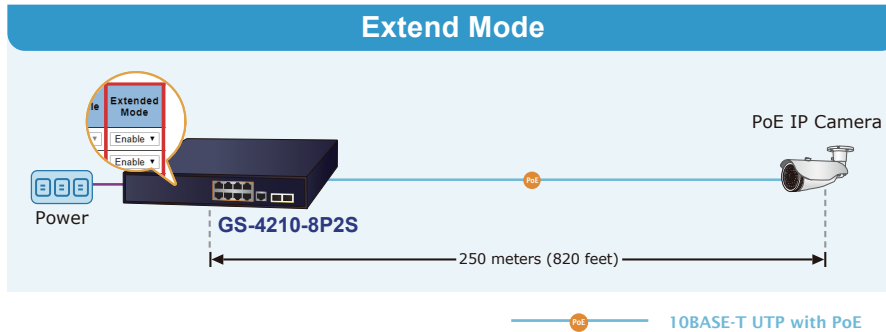 Extend Mode
le
Extended
Mode
Enable
Enable
PoE IP Camera
PoE
Power
GS-4210-8P2S
250 meters (820 feet)
PoE
10BASE-T UTP with PoE